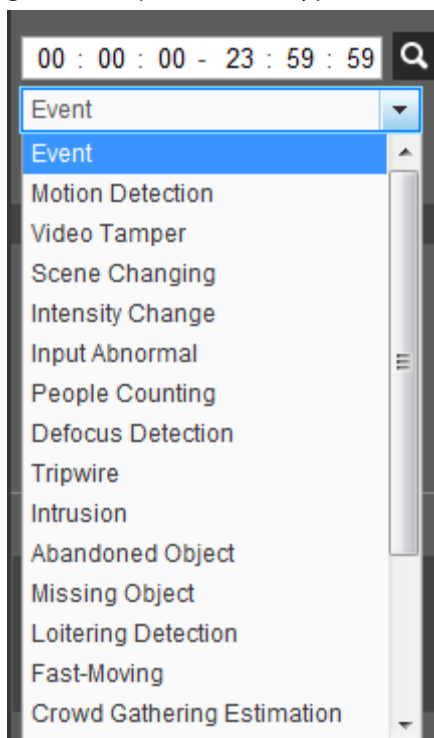 00 : 00 : 00 - 23 : 59 : 59
Event
Event
Motion Detection
Video Tamper
Scene Changing
Intensity Change
Input Abnormal
People Counting
Defocus Detection
Tripwire
Intrusion
Abandoned Object
Missing Object
Loitering Detection
Fast-Moving
Crowd Gathering Estimation